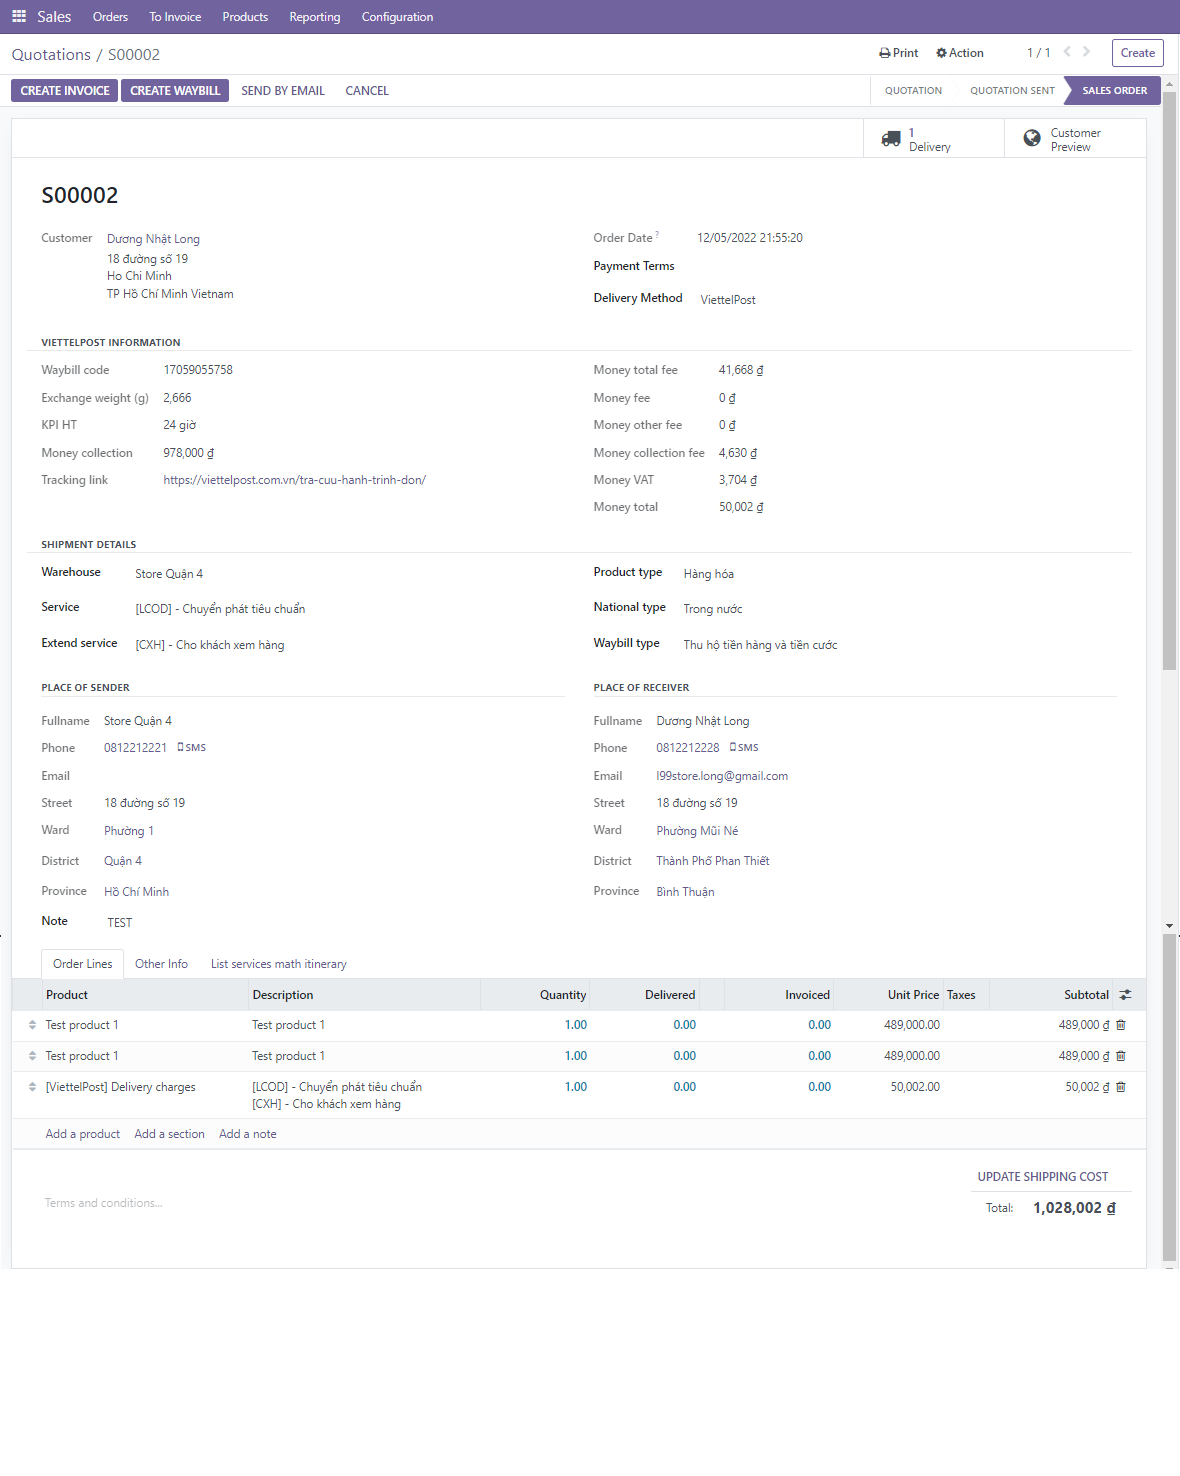 Sales Orders To Invoice Products Reporting Configuration
Quotations / S00002 Print Action 1 / 1 Create
CREATE INVOICE CREATE WAYBILL SEND BY EMAIL CANCEL QUOTATION QUOTATION SENT SALES ORDER
1 Delivery Customer Preview
S00002
Customer Dương Nhật Long
18 đường số 19
Ho Chi Minh
TP Hồ Chí Minh Vietnam
Order Date ? 12/05/2022 21:55:20
Payment Terms
Delivery Method ViettelPost
VIETTELPOST INFORMATION
Waybill code 17059055758
Exchange weight (g) 2,666
KPI HT 24 giờ
Money collection 978,000 ₫
Tracking link https://viettelpost.com.vn/tra-cuu-hanh-trinh-don/
Money total fee 41,668 ₫
Money fee 0 ₫
Money other fee 0 ₫
Money collection fee 4,630 ₫
Money VAT 3,704 ₫
Money total 50,002 ₫
SHIPMENT DETAILS
Warehouse Store Quận 4
Service [LCOD] - Chuyển phát tiêu chuẩn
Extend service [CXH] - Cho khách xem hàng
Product type Hàng hóa
National type Trong nước
Waybill type Thu hộ tiền hàng và tiền cước
PLACE OF SENDER
Fullname Store Quận 4
Phone 0812212221 SMS
Email
Street 18 đường số 19
Ward Phường 1
District Quận 4
Province Hồ Chí Minh
Note TEST
PLACE OF RECEIVER
Fullname Dương Nhật Long
Phone 0812212228 SMS
Email l99store.long@gmail.com
Street 18 đường số 19
Ward Phường Mũi Né
District Thành Phố Phan Thiết
Province Bình Thuận
Order Lines Other Info List services math itinerary
Product Description Quantity Delivered Invoiced Unit Price Taxes Subtotal
Test product 1 Test product 1 1.00 0.00 0.00 489,000.00 489,000 ₫
Test product 1 Test product 1 1.00 0.00 0.00 489,000.00 489,000 ₫
[ViettelPost] Delivery charges [LCOD] - Chuyển phát tiêu chuẩn 1.00 0.00 0.00 50,002.00 50,002 ₫
[CXH] - Cho khách xem hàng
Add a product Add a section Add a note
UPDATE SHIPPING COST
Terms and conditions...
Total: 1,028,002 ₫